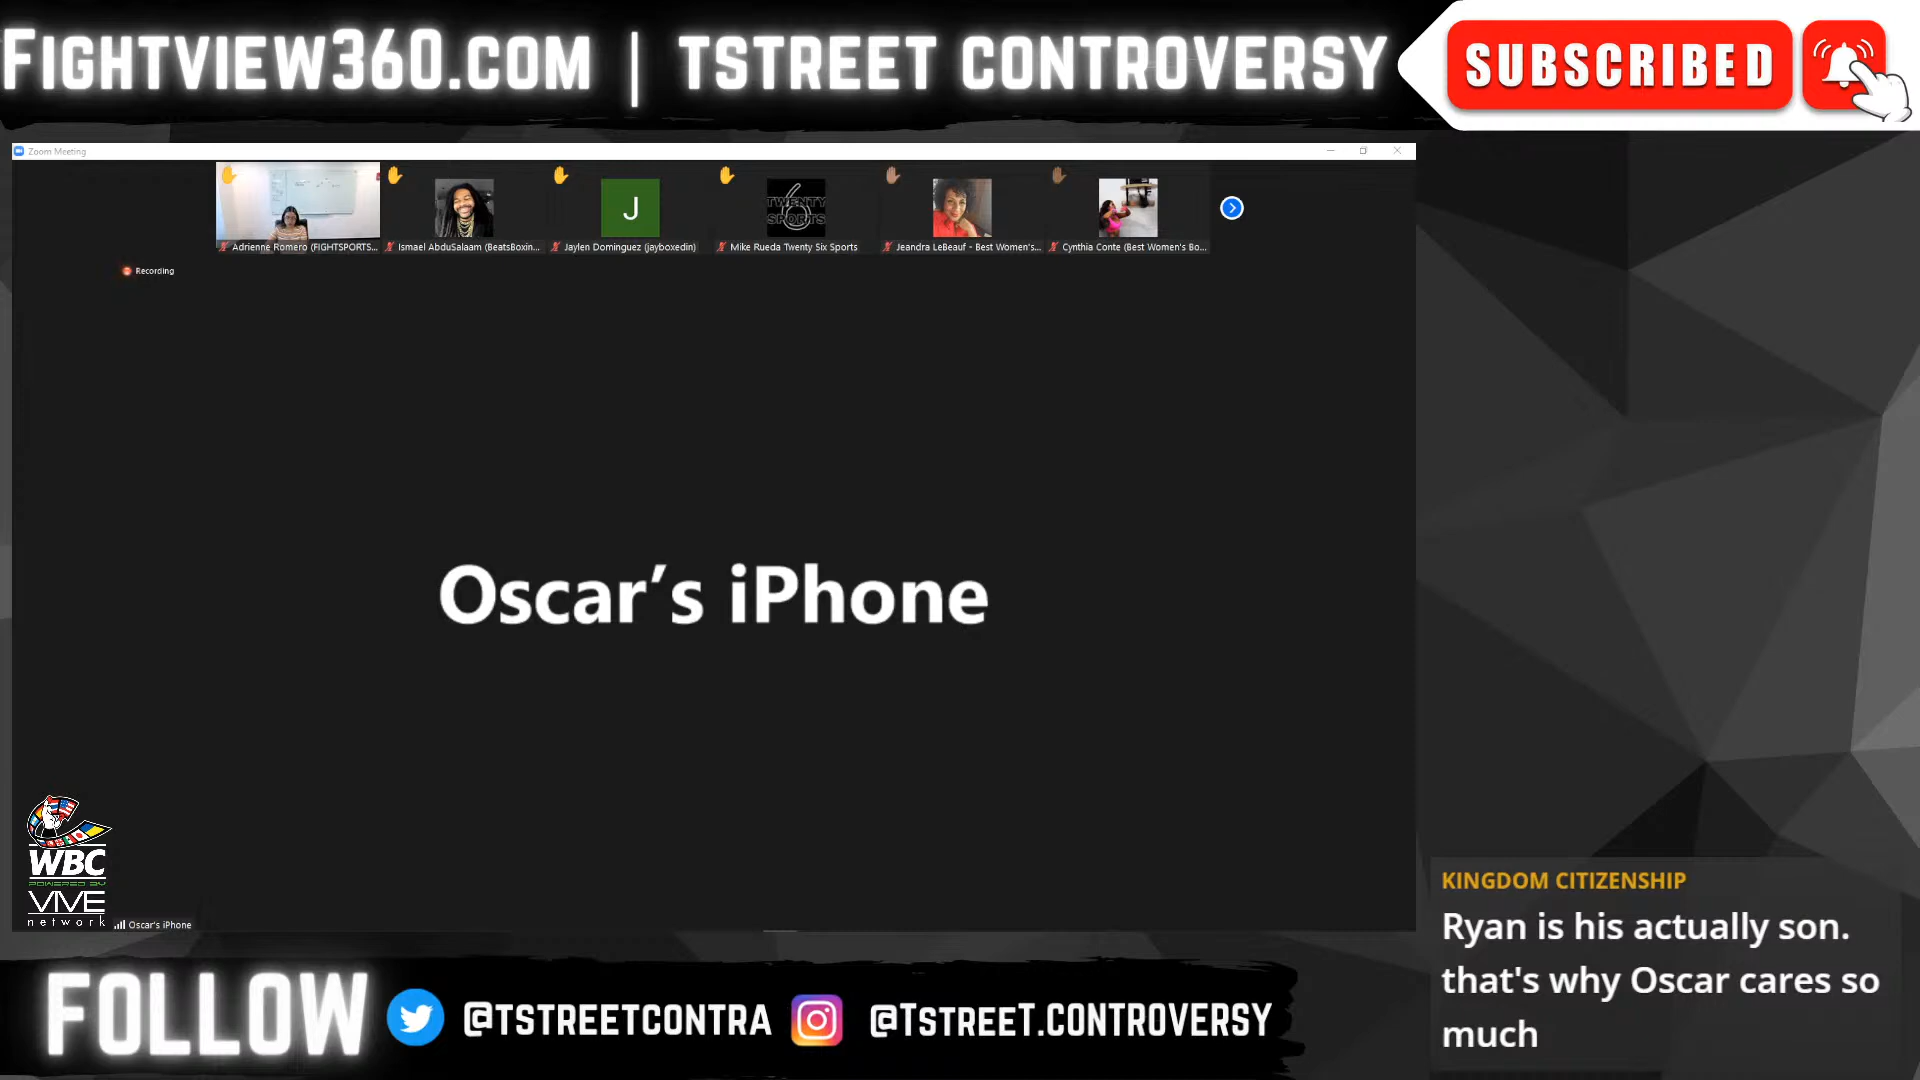 FIGHTVIEW360.COM | TSTREET CONTROVERSY
SUBSCRIBED
Zoom Meeting
Adrienne Romero (FIGHTSPORTS...
Ismael AbduSalaam (BeatsBoxin...
J
Jaylen Dominguez (jayboxedin)
TWENTY
6
SPORTS
Mike Rueda Twenty Six Sports
Jeandra LeBeauf - Best Women's...
Cynthia Conte (Best Women's Bo...
Recording
Oscar's iPhone
WBC
POWERED BY
VIVE
network
Oscar's iPhone
KINGDOM CITIZENSHIP
Ryan is his actually son.
that's why Oscar cares so
much
FOLLOW
@TSTREETCONTRA
@TSTREET.CONTROVERSY